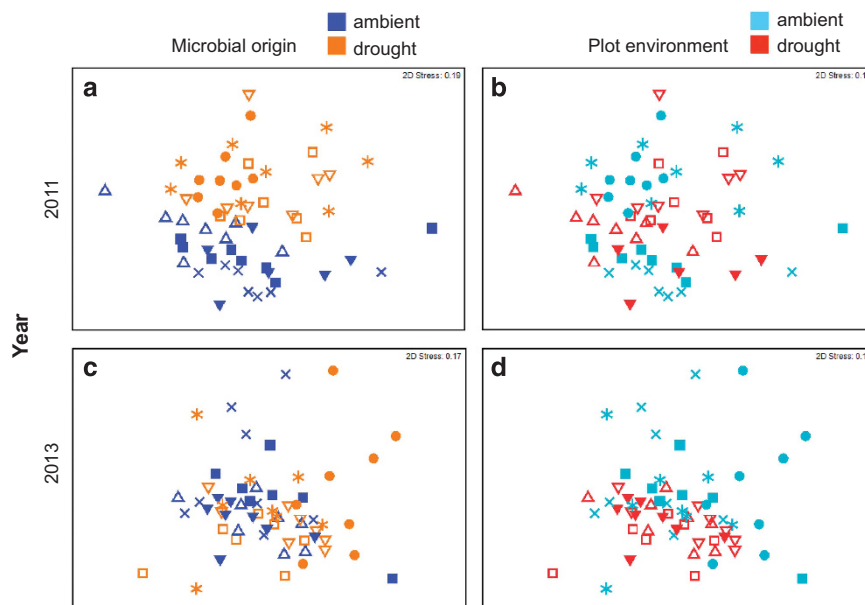 Microbial origin
ambient
drought
Plot environment
ambient
drought
Year
2011
a
2D Stress: 0.19
b
2D Stress: 0.1
2013
c
2D Stress: 0.17
d
2D Stress: 0.1